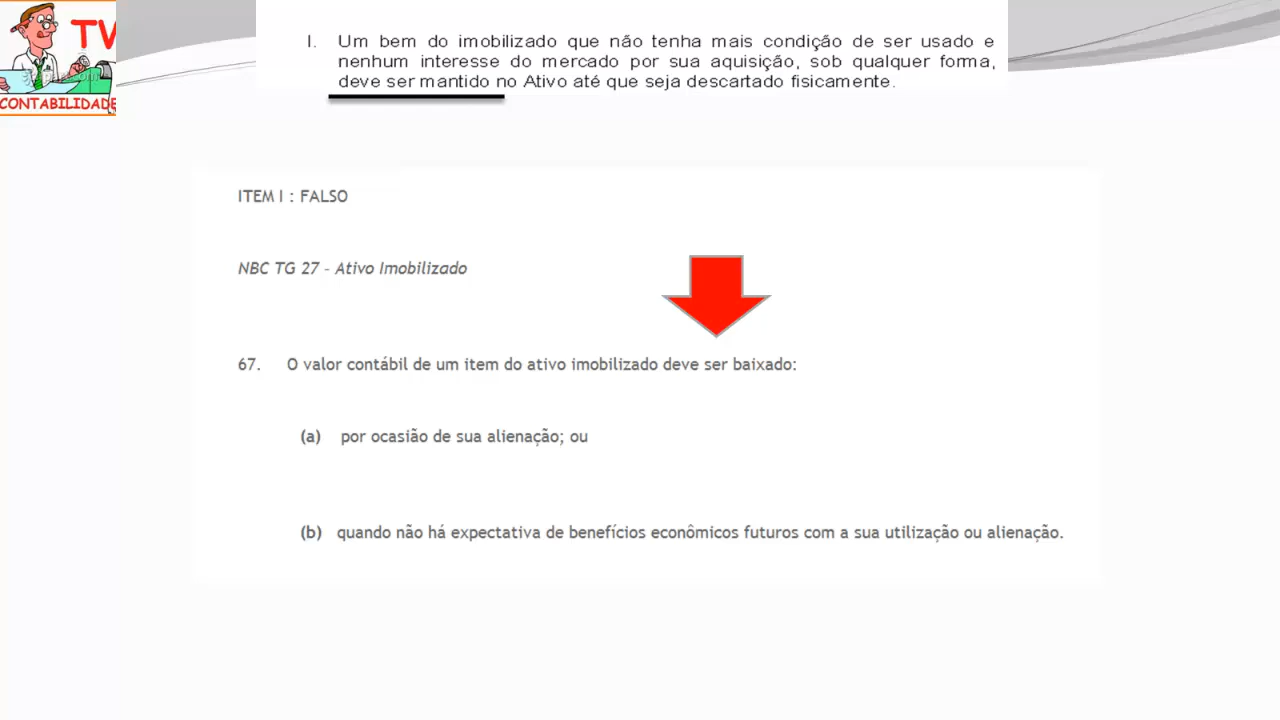 TV
CONTABILIDADE
I. Um bem do imobilizado que não tenha mais condição de ser usado e
nenhum interesse do mercado por sua aquisição, sob qualquer forma,
deve ser mantido no Ativo até que seja descartado fisicamente.
ITEM I : FALSO
NBC TG 27 – Ativo Imobilizado
67. O valor contábil de um item do ativo imobilizado deve ser baixado:
(a) por ocasião de sua alienação; ou
(b) quando não há expectativa de benefícios econômicos futuros com a sua utilização ou alienação.